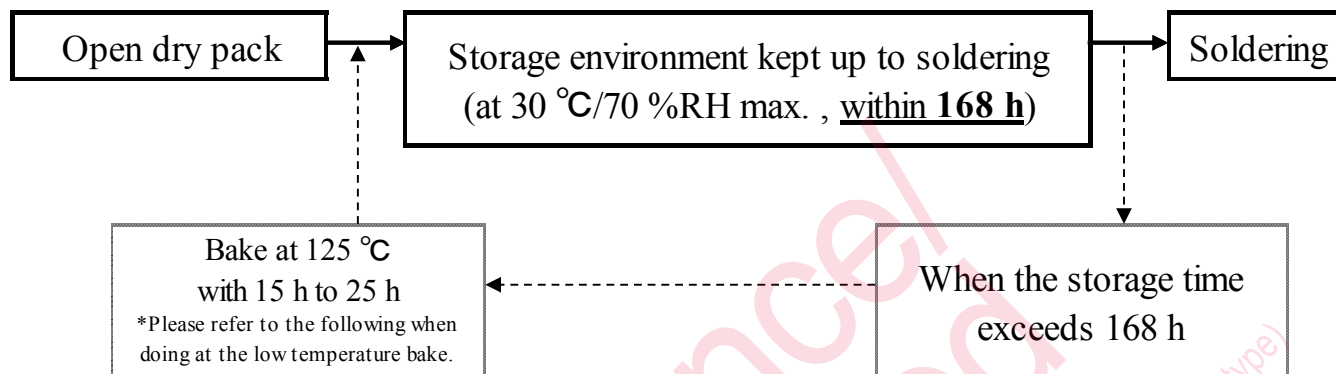 Open dry pack
Storage environment kept up to soldering
(at 30 ℃/70 %RH max. , within 168 h)
Soldering
Bake at 125 ℃
with 15 h to 25 h
*Please refer to the following when
doing at the low temperature bake.
When the storage time
exceeds 168 h